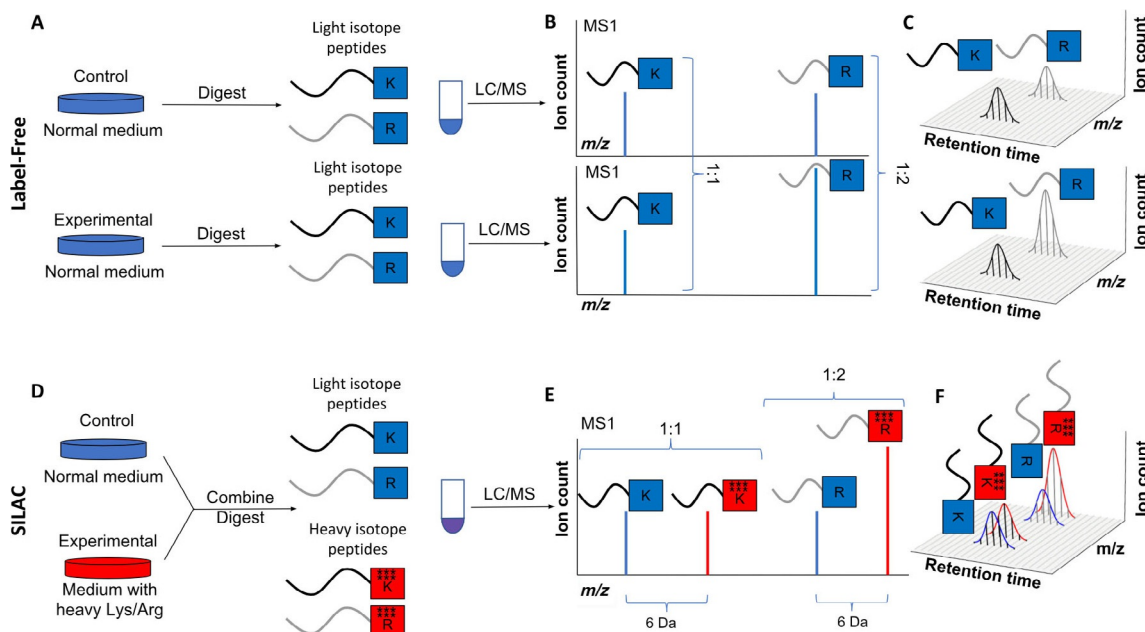 A
Label-Free
Control
Normal medium
Digest
Light isotope
peptides
K
R
LC/MS
Experimental
Normal medium
Digest
Light isotope
peptides
K
R
LC/MS
B
MS1
Ion count
K
R
m/z
MS1
Ion count
K
R
m/z
1:1
1:2
C
K
R
Ion count
m/z
Retention time
K
R
Ion count
m/z
Retention time
D
SILAC
Control
Normal medium
Experimental
Medium with
heavy Lys/Arg
Combine
Digest
Light isotope
peptides
K
R
Heavy isotope
peptides
***
***
K
***
***
R
LC/MS
E
MS1
Ion count
1:1
1:2
K
***
***
K
R
***
***
R
m/z
6 Da
6 Da
F
K
***
***
K
R
***
***
R
Ion count
m/z
Retention time